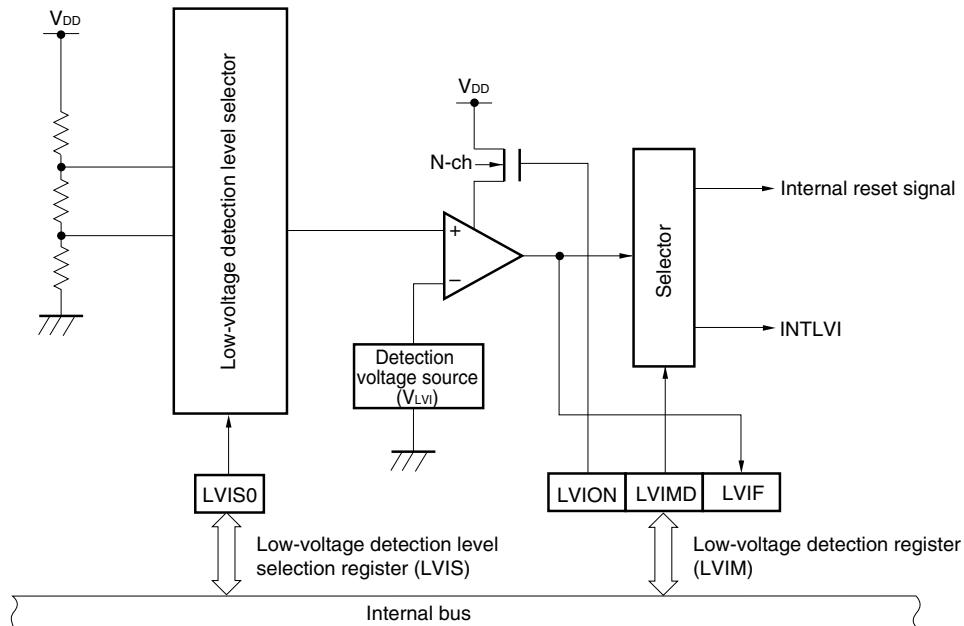 VDD
Low-voltage detection level selector
VDD
N-ch
+
−
Detection
voltage source
(VLVI)
Selector
Internal reset signal
INTLVI
LVIS0
LVION
LVIMD
LVIF
Low-voltage detection level
selection register (LVIS)
Low-voltage detection register
(LVIM)
Internal bus